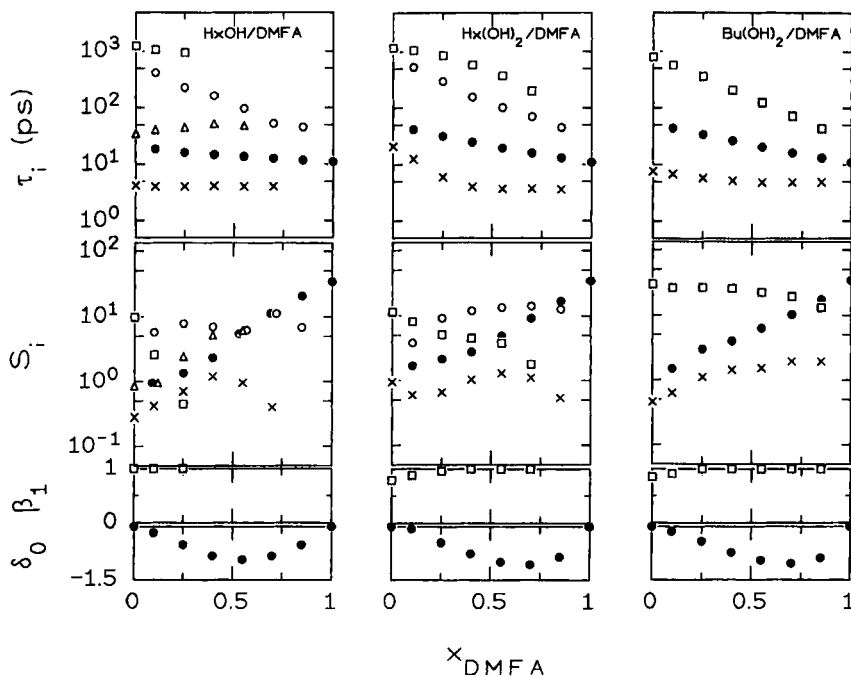 HxOH/DMFA Hx(OH)₂/DMFA Bu(OH)₂/DMFA
10³
10²
10¹
10⁰
τᵢ (ps)
10²
10¹
10⁰
10⁻¹
Sᵢ
1
0
β₁
-1.5
δ₀
0 0.5 1 0 0.5 1 0 0.5 1
xDMFA